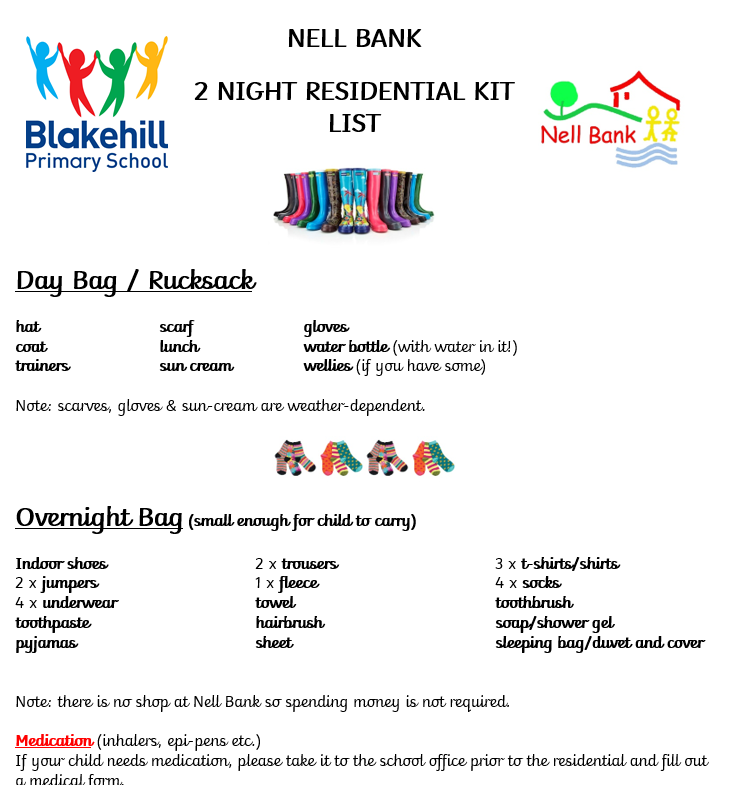 NELL BANK
2 NIGHT RESIDENTIAL KIT
LIST
Blakehill
Primary School
Nell Bank
Day Bag / Rucksack
hat scarf gloves
coat lunch water bottle (with water in it!)
trainers sun cream wellies (if you have some)
Note: scarves, gloves & sun-cream are weather-dependent.
Overnight Bag (small enough for child to carry)
Indoor shoes 2 x trousers 3 x t-shirts/shirts
2 x jumpers 1 x fleece 4 x socks
4 x underwear towel toothbrush
toothpaste hairbrush soap/shower gel
pyjamas sheet sleeping bag/duvet and cover
Note: there is no shop at Nell Bank so spending money is not required.
Medication (inhalers, epi-pens etc.)
If your child needs medication, please take it to the school office prior to the residential and fill out
a medical form.